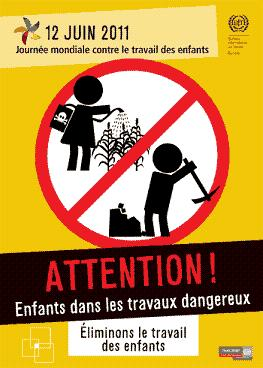 12 JUIN 2011
Journée mondiale contre le travail des enfants
ATTENTION !
Enfants dans les travaux dangereux
Éliminons le travail
des enfants